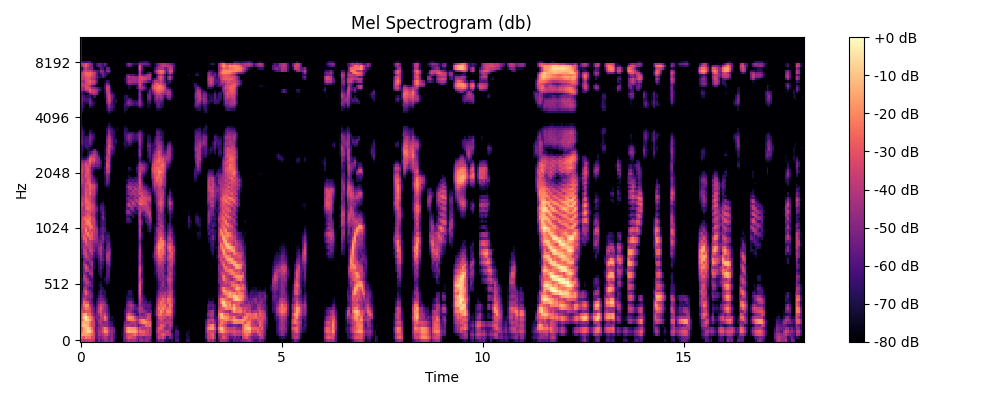 Mel Spectrogram (db)
8192
4096
2048
1024
512
0
Hz
0
5
10
15
Time
+0 dB
-10 dB
-20 dB
-30 dB
-40 dB
-50 dB
-60 dB
-70 dB
-80 dB